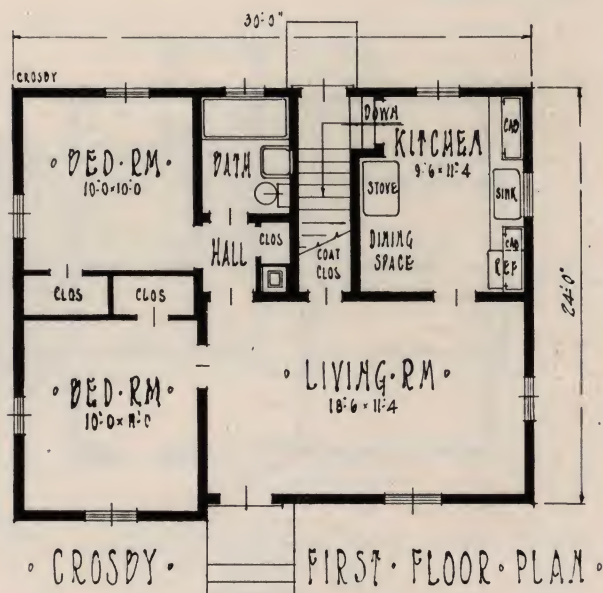 30'-0"
CROSBY
DOWN
BED·RM
10'-0×10'-0
BATH
KITCHEN
9'-6×11'-4
CAB
STOVE
SINK
HALL
CLOS
COAT
CLOS
DINING
SPACE
CAB
REF
CLOS
CLOS
24'-0"
BED·RM
LIVING·RM
18'-6×11'-4
CROSBY
FIRST·FLOOR·PLAN